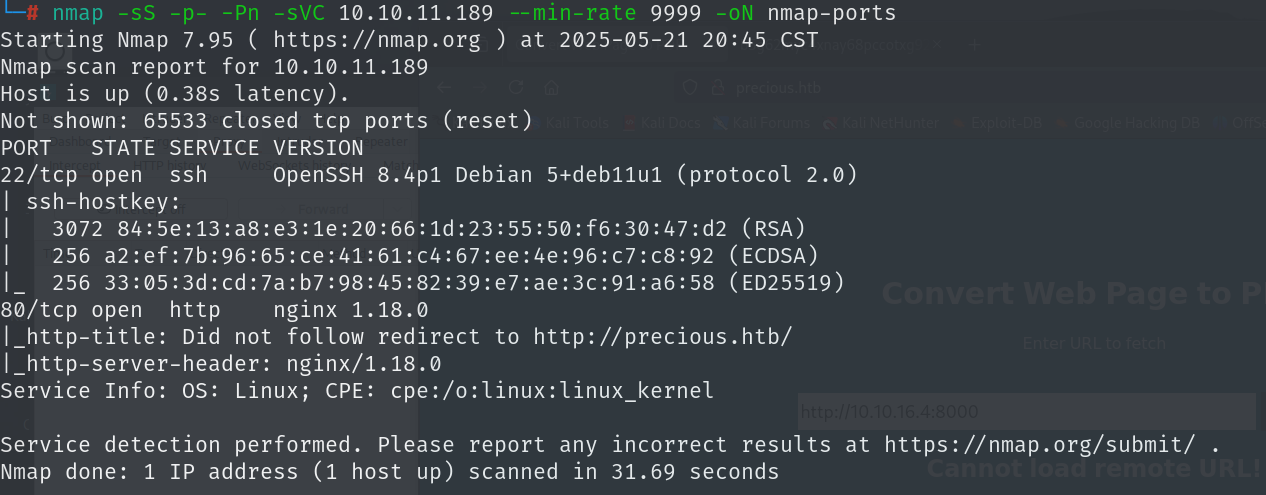 └─# nmap -sS -p- -Pn -sVC 10.10.11.189 --min-rate 9999 -oN nmap-ports
Starting Nmap 7.95 ( https://nmap.org ) at 2025-05-21 20:45 CST
Nmap scan report for 10.10.11.189
Host is up (0.38s latency).
Not shown: 65533 closed tcp ports (reset)
PORT   STATE SERVICE VERSION
22/tcp open  ssh     OpenSSH 8.4p1 Debian 5+deb11u1 (protocol 2.0)
| ssh-hostkey:
|   3072 84:5e:13:a8:e3:1e:20:66:1d:23:55:50:f6:30:47:d2 (RSA)
|   256 a2:ef:7b:96:65:ce:41:61:c4:67:ee:4e:96:c7:c8:92 (ECDSA)
|_  256 33:05:3d:cd:7a:b7:98:45:82:39:e7:ae:3c:91:a6:58 (ED25519)
80/tcp open  http    nginx 1.18.0
|_http-title: Did not follow redirect to http://precious.htb/
|_http-server-header: nginx/1.18.0
Service Info: OS: Linux; CPE: cpe:/o:linux:linux_kernel
Service detection performed. Please report any incorrect results at https://nmap.org/submit/ .
Nmap done: 1 IP address (1 host up) scanned in 31.69 seconds
precious.htb
Kali Tools Kali Docs Kali Forums Kali NetHunter Exploit-DB Google Hacking DB OffS
HTTP history WebSockets history
Forward
Convert Web Page to P
Enter URL to fetch
http://10.10.16.4:8000
Cannot load remote URL!